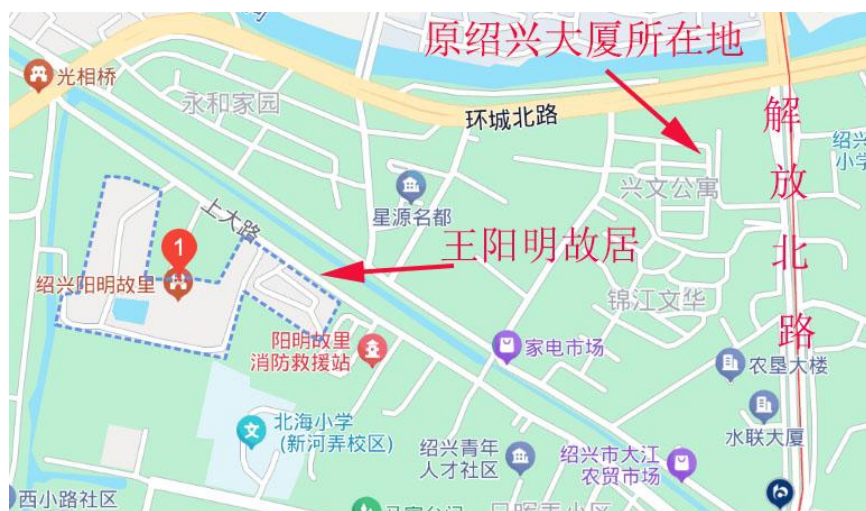 原绍兴大厦所在地
光相桥
永和家园
环城北路
解放北路
绍兴
小学
兴文公寓
星源名都
上大路
王阳明故居
1
绍兴阳明故里
锦江文华
阳明故里
消防救援站
家电市场
农垦大楼
北海小学
(新河弄校区)
水联大厦
绍兴青年
人才社区
绍兴市大江
农贸市场
西小路社区